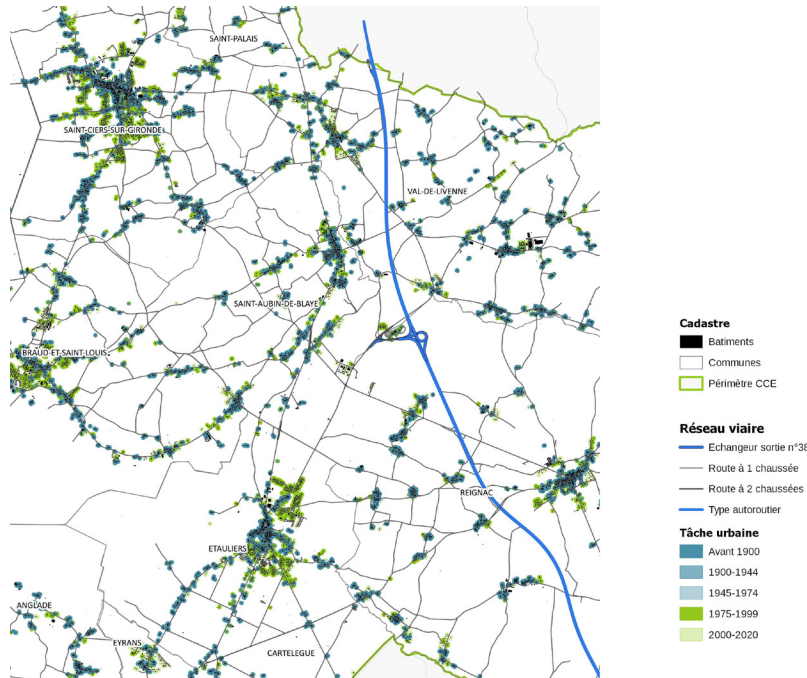 SAINT-PALAIS
SAINT-CIERS-SUR-GIRONDE
VAL-DE-LIVENNE
SAINT-AUBIN-DE-BLAYE
BRAUD-ET-SAINT-LOUIS
REIGNAC
ETAULIERS
ANGLADE
EYRANS
CARTELEGUE
Cadastre
Batiments
Communes
Périmètre CCE
Réseau viaire
Echangeur sortie n°38
Route à 1 chaussée
Route à 2 chaussées
Type autoroutier
Tâche urbaine
Avant 1900
1900-1944
1945-1974
1975-1999
2000-2020